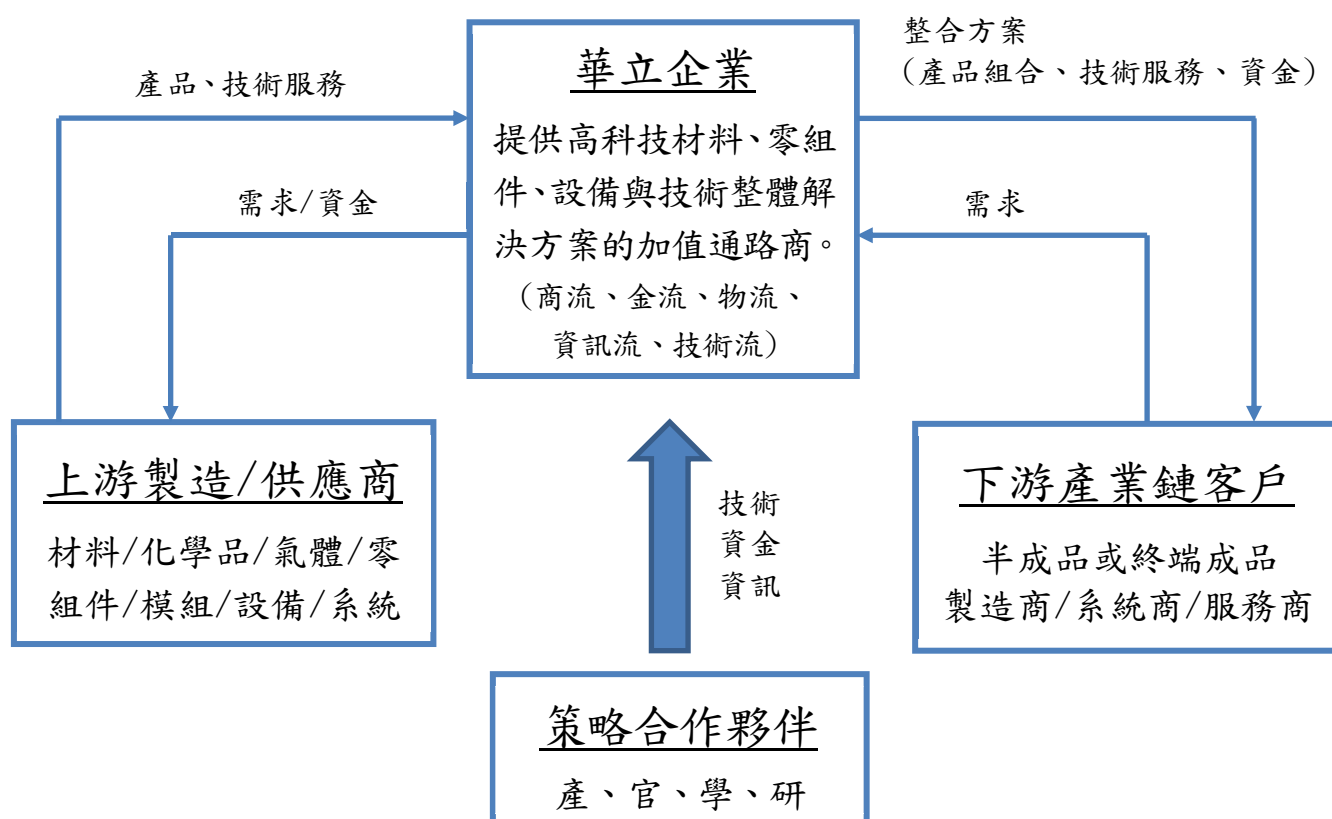 華立企業
提供高科技材料、零組
件、設備與技術整體解
決方案的加值通路商。
（商流、金流、物流、
資訊流、技術流）
產品、技術服務
需求/資金
整合方案
（產品組合、技術服務、資金）
需求
上游製造/供應商
材料/化學品/氣體/零
組件/模組/設備/系統
技術
資金
資訊
下游產業鏈客戶
半成品或終端成品
製造商/系統商/服務商
策略合作夥伴
產、官、學、研